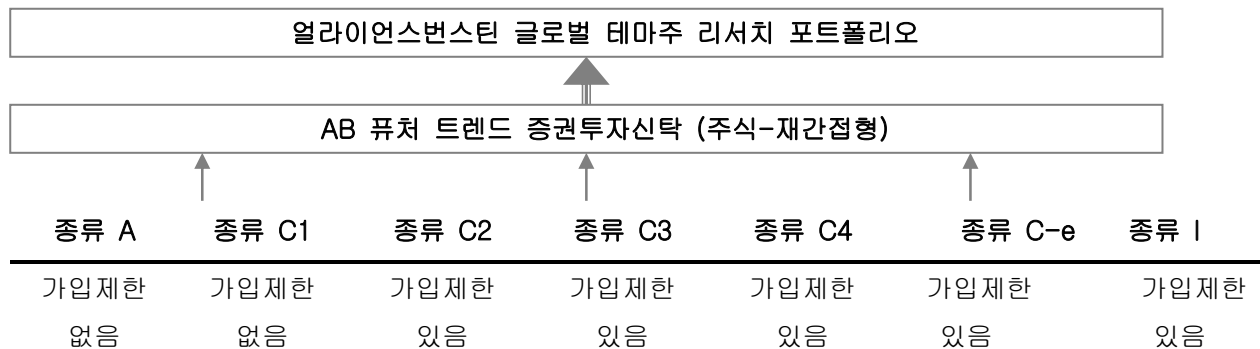 얼라이언스번스틴 글로벌 테마주 리서치 포트폴리오
AB 퓨처 트렌드 증권투자신탁 (주식-재간접형)
종류 A 종류 C1 종류 C2 종류 C3 종류 C4 종류 C-e 종류 I
가입제한 가입제한 가입제한 가입제한 가입제한 가입제한 가입제한
없음 없음 있음 있음 있음 있음 있음